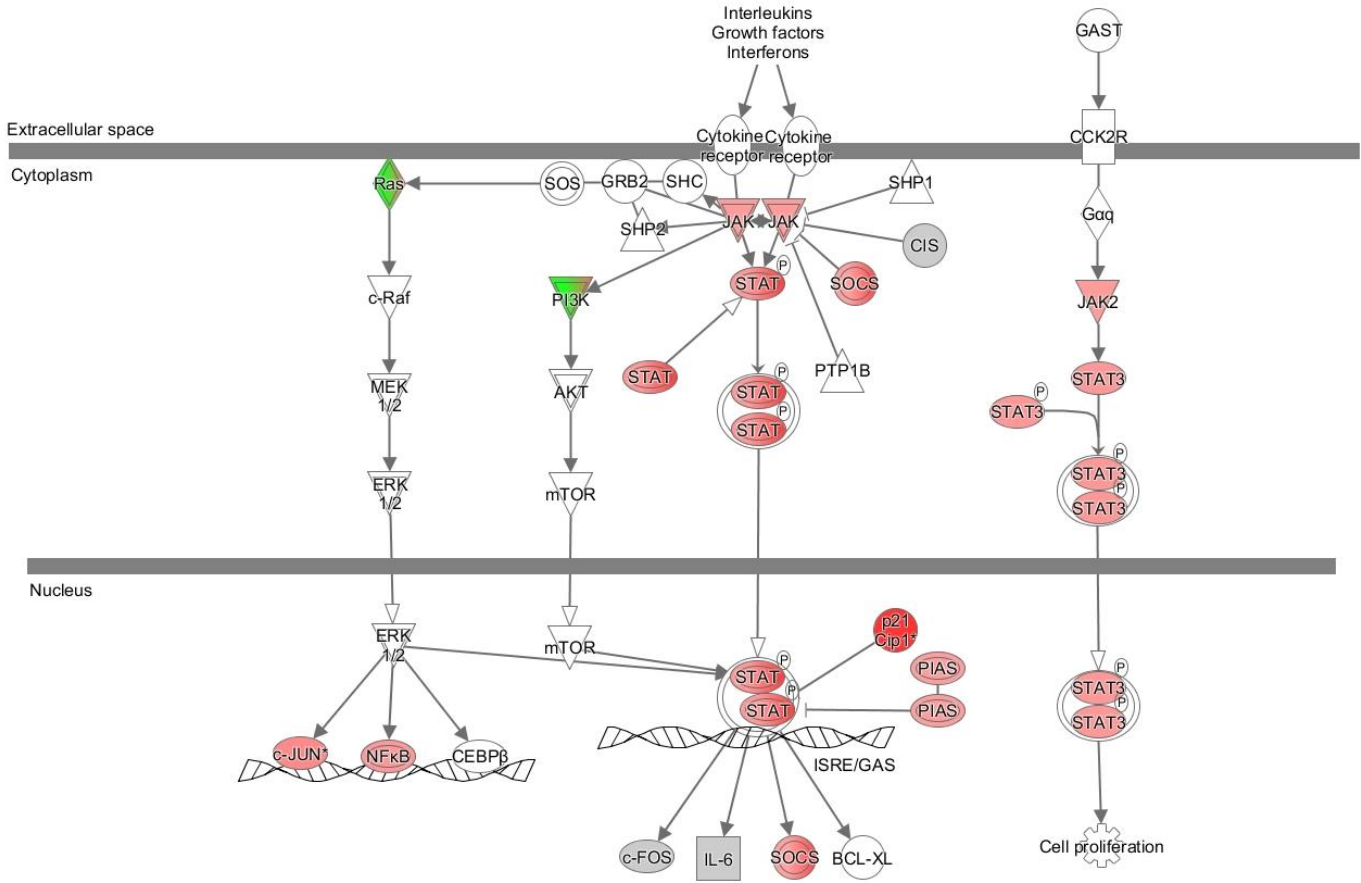 Interleukins
Growth factors
Interferons
GAST
Extracellular space
Cytokine
receptor
Cytokine
receptor
CCK2R
Cytoplasm
Ras
SOS
GRB2
SHC
SHP1
SHP2
JAK
JAK
Gαq
CIS
P
STAT
SOCS
c-Raf
PI3K
JAK2
STAT
PTP1B
STAT3
MEK
1/2
AKT
P
STAT
P
STAT
P
STAT3
P
STAT3
P
STAT3
ERK
1/2
mTOR
Nucleus
ERK
1/2
mTOR
p21
Cip1*
P
STAT
P
STAT
PIAS
PIAS
P
STAT3
P
STAT3
c-JUN*
NFκB
CEBPβ
ISRE/GAS
c-FOS
IL-6
SOCS
BCL-XL
Cell proliferation